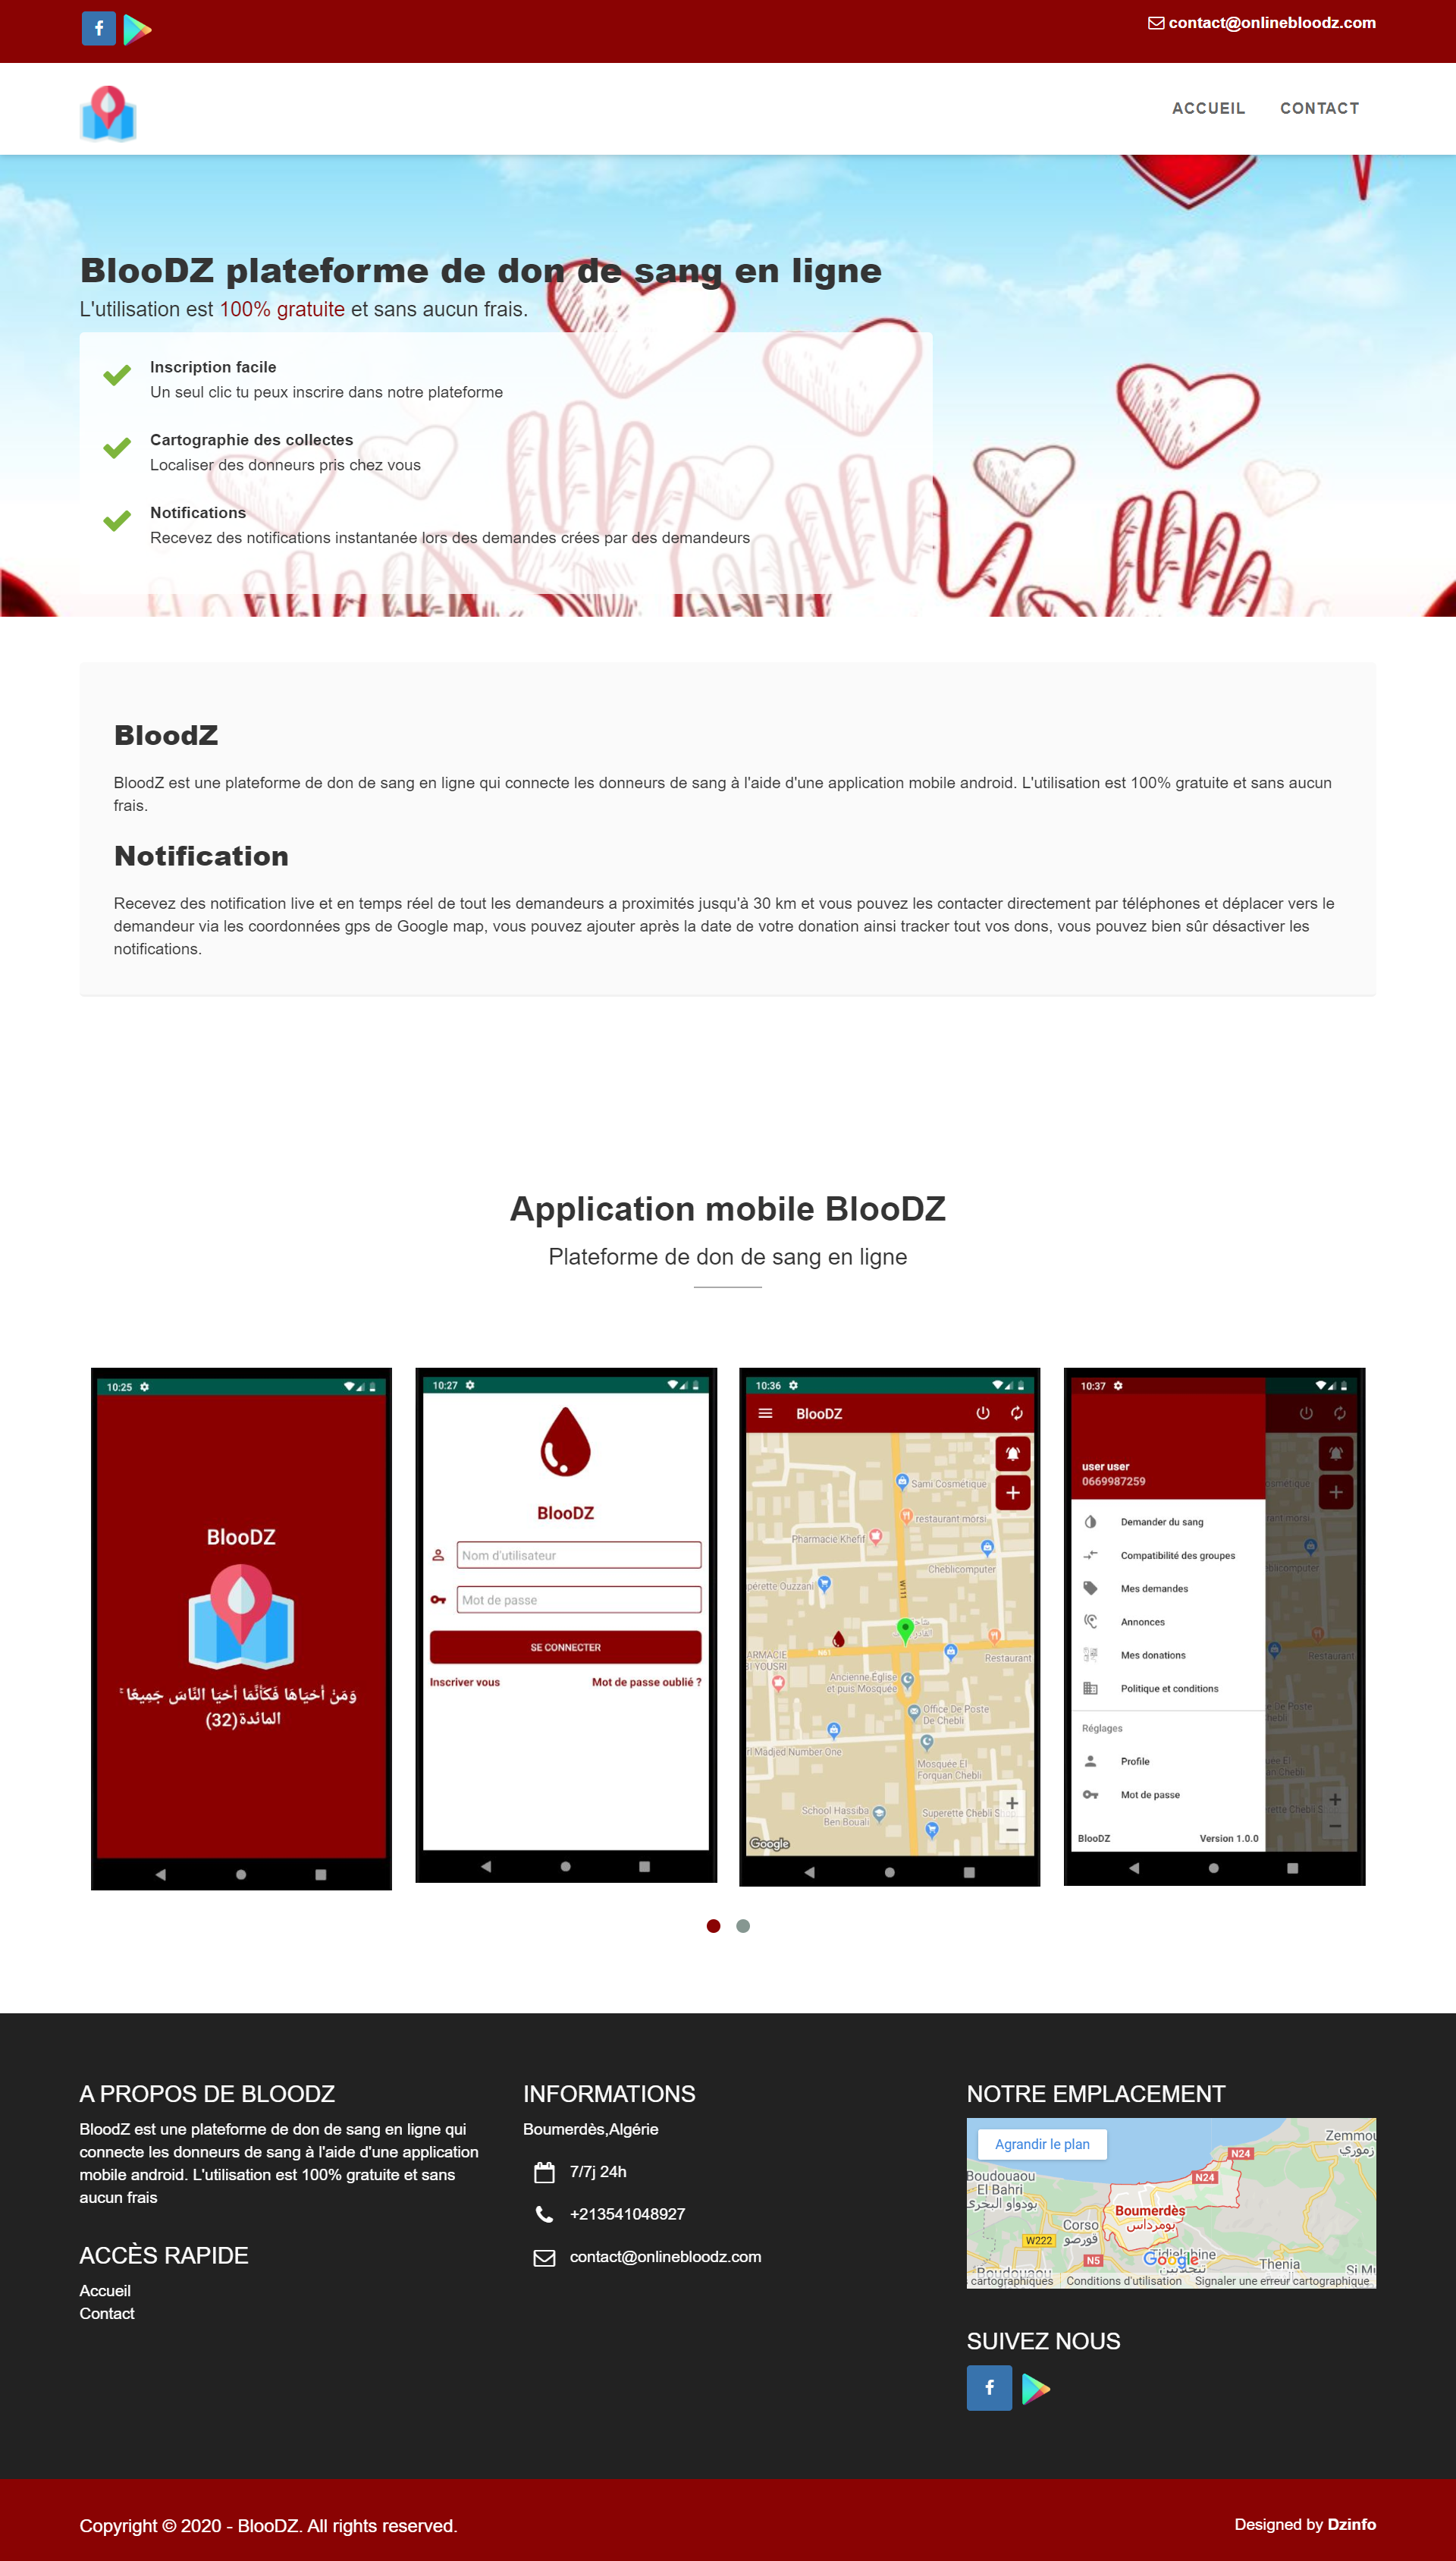 contact@onlinebloodz.com
ACCUEIL CONTACT
BlooDZ plateforme de don de sang en ligne
L'utilisation est 100% gratuite et sans aucun frais.
Inscription facile
Un seul clic tu peux inscrire dans notre plateforme
Cartographie des collectes
Localiser des donneurs pris chez vous
Notifications
Recevez des notifications instantanée lors des demandes crées par des demandeurs
BloodZ
BloodZ est une plateforme de don de sang en ligne qui connecte les donneurs de sang à l'aide d'une application mobile android. L'utilisation est 100% gratuite et sans aucun
frais.
Notification
Recevez des notification live et en temps réel de tout les demandeurs a proximités jusqu'à 30 km et vous pouvez les contacter directement par téléphones et déplacer vers le
demandeur via les coordonnées gps de Google map, vous pouvez ajouter après la date de votre donation ainsi tracker tout vos dons, vous pouvez bien sûr désactiver les
notifications.
Application mobile BlooDZ
Plateforme de don de sang en ligne
10:25
BlooDZ
وَمَنْ أَحْيَاهَا فَكَأَنَّمَا أَحْيَا النَّاسَ جَمِيعًا ۚ
المائدة(32)
10:27
BlooDZ
Nom d'utilisateur
Mot de passe
SE CONNECTER
Inscriver vous Mot de passe oublié ?
10:36
BlooDZ
Sami Cosmetique
restaurant morsi
Pharmacie Khefif
Cheblicomputer
perette Ouzzani
W111
N61
ARMACIE
BI YOUSRI
Restaurant
Ancienne Église
et puis Mosquée
Office De Poste
De Chebli
rl Madjed Number One
Mosquée El
Forquan Chebli
School Hassiba
Ben Bouali
Superette Chebli Shop
Google
10:37
user user
0669987259
Demander du sang
Compatibilité des groupes
Mes demandes
Annonces
Mes donations
Politique et conditions
Réglages
Profile
Mot de passe
BlooDZ Version 1.0.0
A PROPOS DE BLOODZ
BloodZ est une plateforme de don de sang en ligne qui
connecte les donneurs de sang à l'aide d'une application
mobile android. L'utilisation est 100% gratuite et sans
aucun frais
ACCÈS RAPIDE
Accueil
Contact
INFORMATIONS
Boumerdès,Algérie
7/7j 24h
+213541048927
contact@onlinebloodz.com
NOTRE EMPLACEMENT
Agrandir le plan
Zemmou
زموري
N24
N24
Boudouaou
El Bahri
بودواو البحري
Boumerdès
بومرداس
Corso
قورصو
W222
N5
Google
Tidjelabine
Thenia
Si M
Boudouaou
cartographiques Conditions d'utilisation Signaler une erreur cartographique
SUIVEZ NOUS
Copyright © 2020 - BlooDZ. All rights reserved.
Designed by Dzinfo